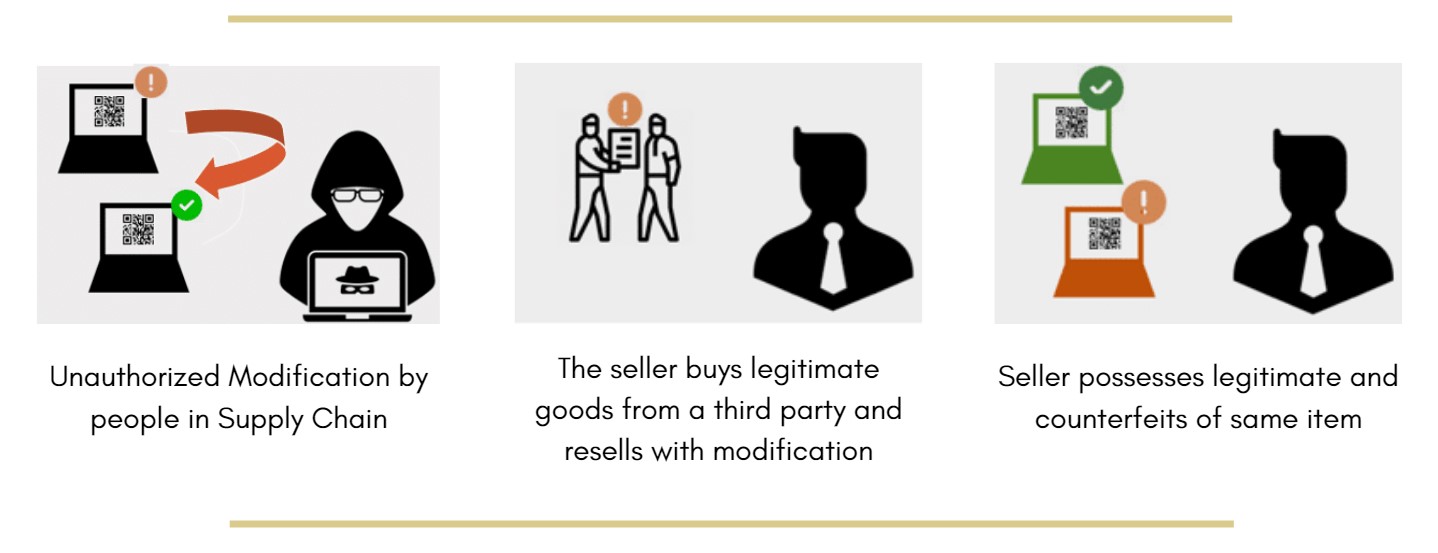 Unauthorized Modification by
people in Supply Chain
The seller buys legitimate
goods from a third party and
resells with modification
Seller possesses legitimate and
counterfeits of same item